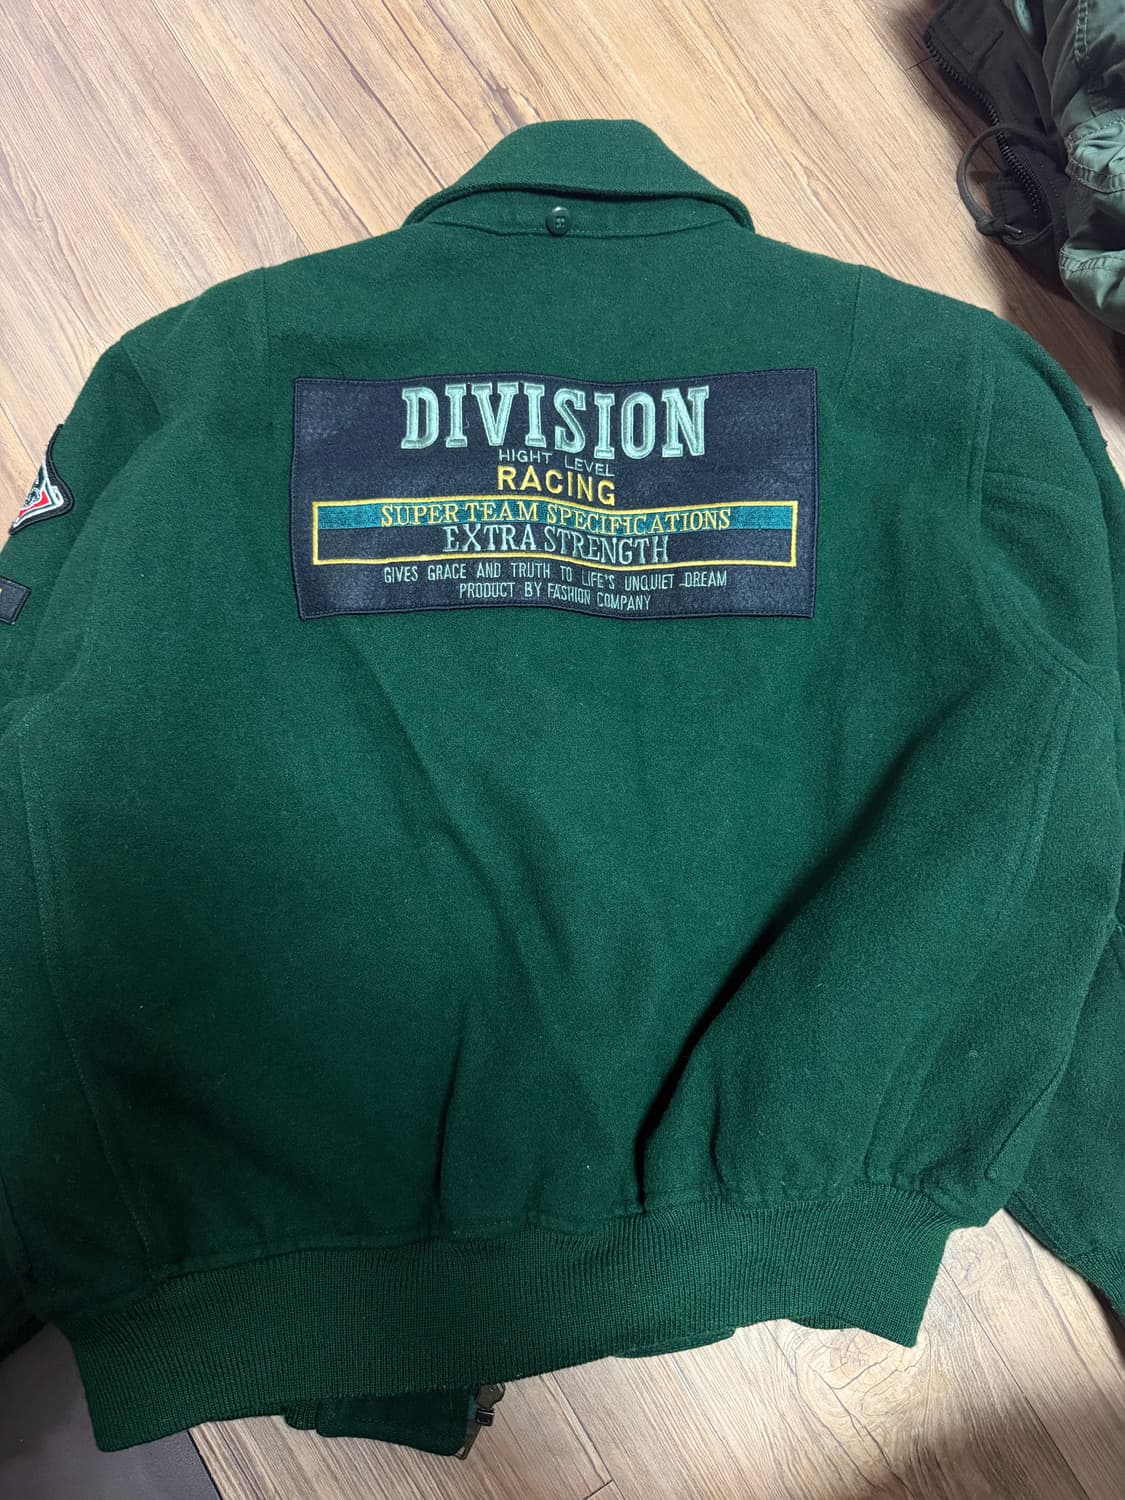 DIVISION
HIGHT LEVEL
RACING
SUPER TEAM SPECIFICATIONS
EXTRA STRENGTH
GIVES GRACE AND TRUTH TO LIFE'S UNQUIET DREAM
PRODUCT BY FASHION COMPANY